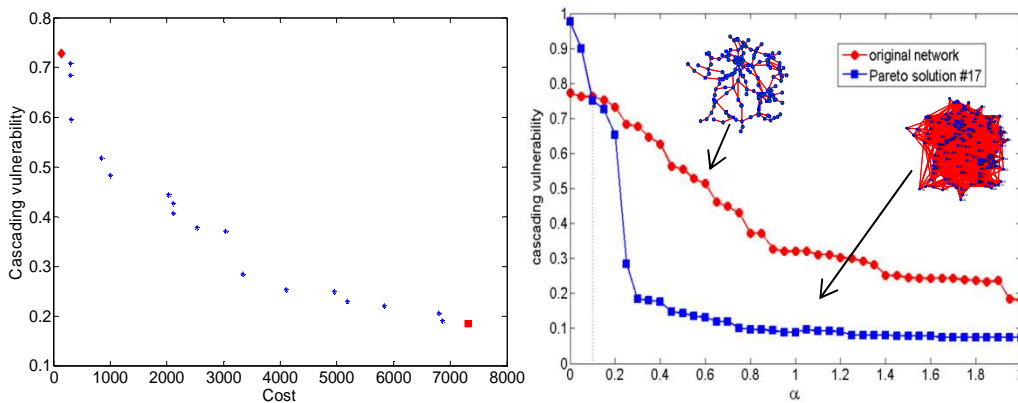 0.8
0.7
0.6
0.5
0.4
0.3
0.2
0.1
Cascading vulnerability
0 1000 2000 3000 4000 5000 6000 7000 8000
Cost
1
0.9
0.8
0.7
0.6
0.5
0.4
0.3
0.2
0.1
0
cascading vulnerability
original network
Pareto solution #17
0 0.2 0.4 0.6 0.8 1 1.2 1.4 1.6 1.8
α